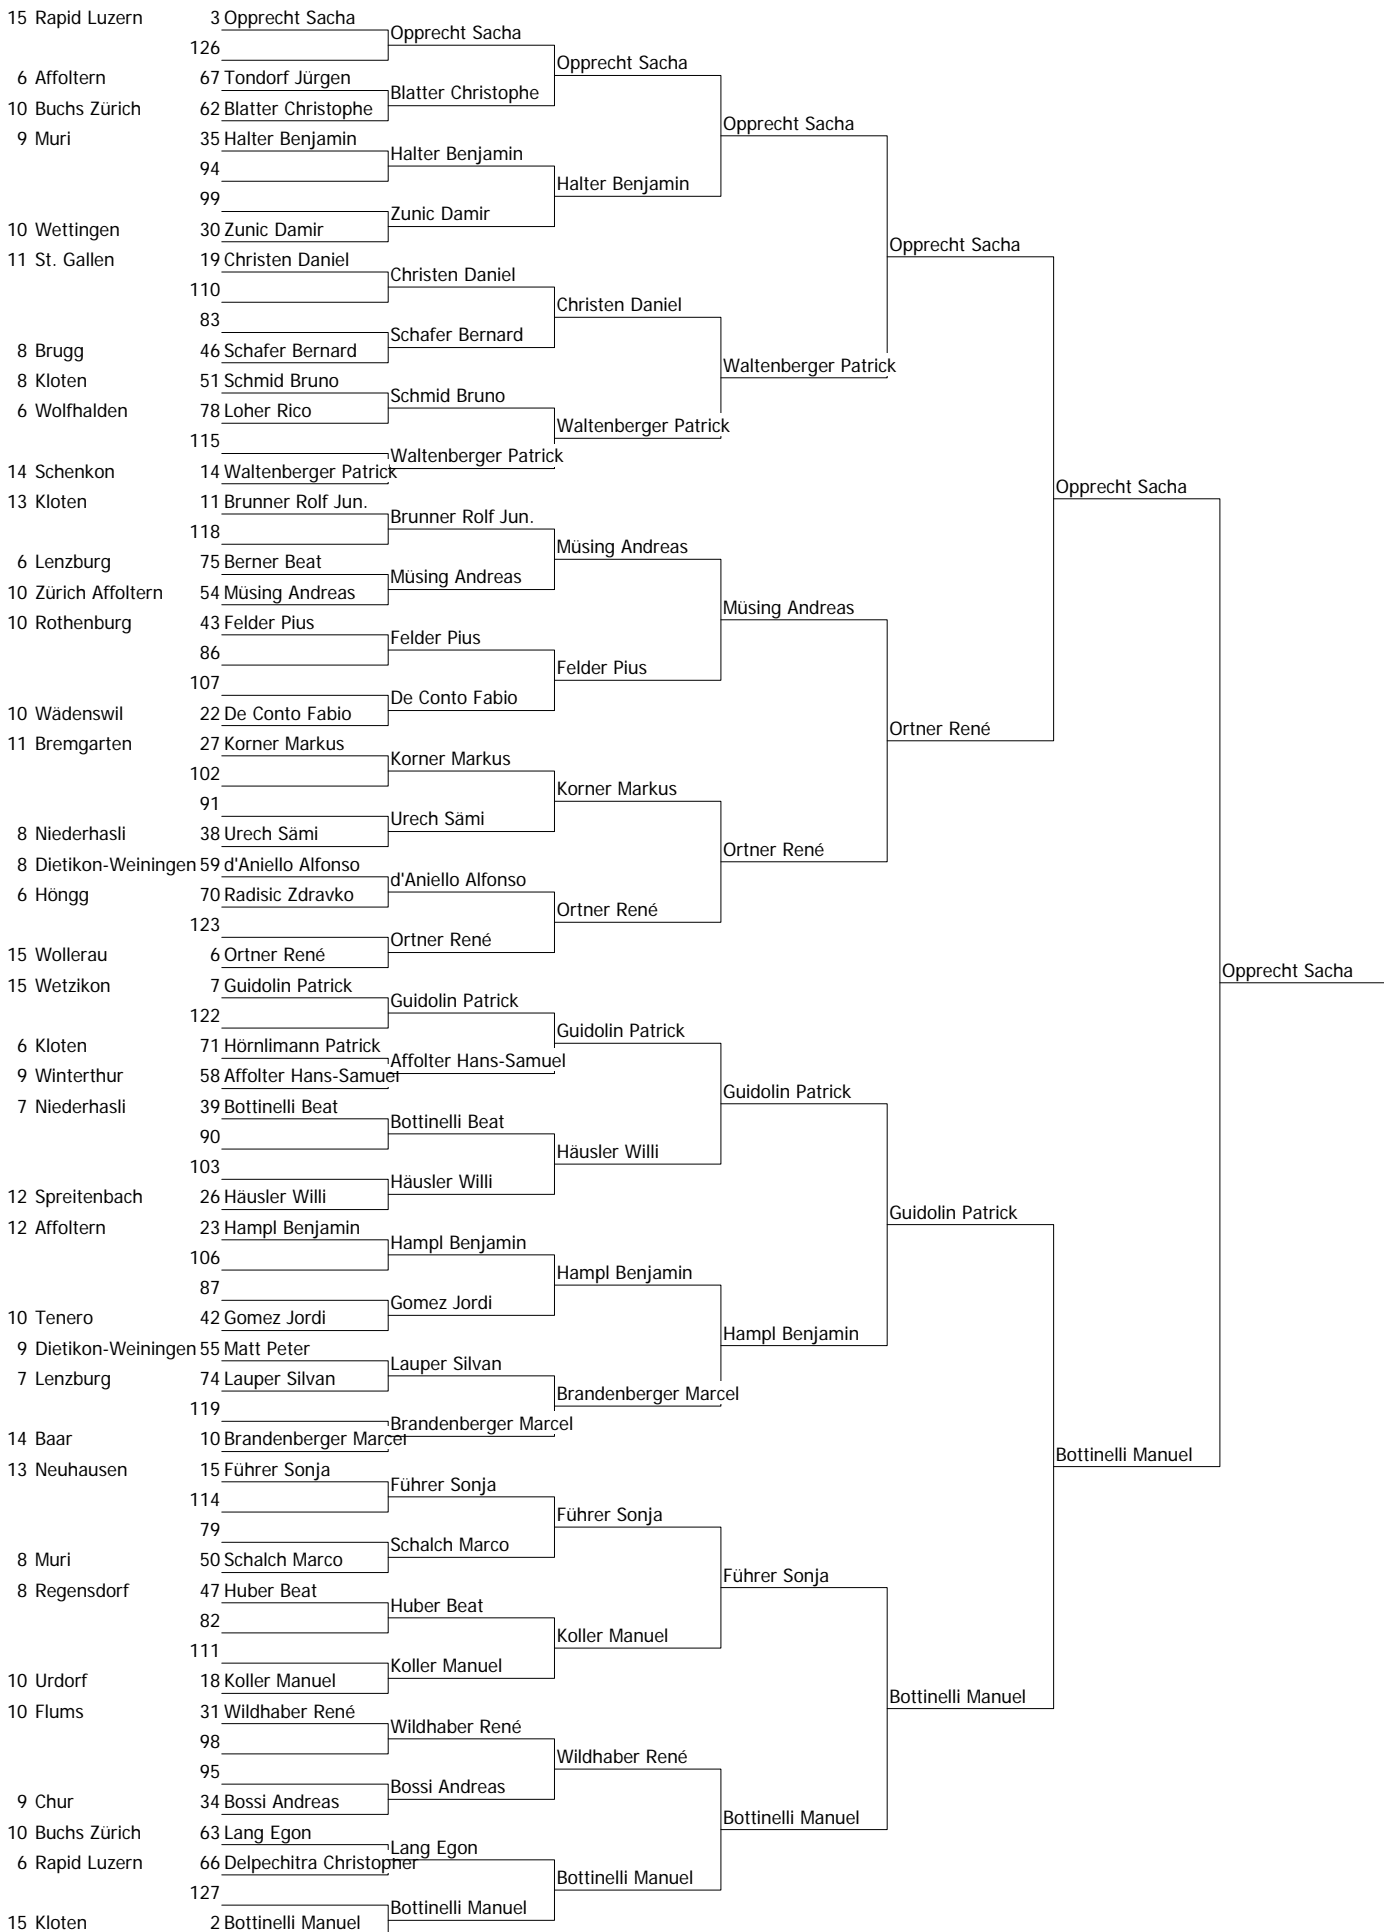 15 Rapid Luzern 3 Opprecht Sacha
Opprecht Sacha
126
Opprecht Sacha
6 Affoltern 67 Tondorf Jürgen
Blatter Christophe
10 Buchs Zürich 62 Blatter Christophe
Opprecht Sacha
9 Muri 35 Halter Benjamin
Halter Benjamin
94
Halter Benjamin
99
Zunic Damir
10 Wettingen 30 Zunic Damir
Opprecht Sacha
11 St. Gallen 19 Christen Daniel
Christen Daniel
110
Christen Daniel
83
Schafer Bernard
8 Brugg 46 Schafer Bernard
Waltenberger Patrick
8 Kloten 51 Schmid Bruno
Schmid Bruno
6 Wolfhalden 78 Loher Rico
Waltenberger Patrick
115
Waltenberger Patrick
14 Schenkon 14 Waltenberger Patrick
Opprecht Sacha
13 Kloten 11 Brunner Rolf Jun.
Brunner Rolf Jun.
118
Müsing Andreas
6 Lenzburg 75 Berner Beat
Müsing Andreas
10 Zürich Affoltern 54 Müsing Andreas
Müsing Andreas
10 Rothenburg 43 Felder Pius
Felder Pius
86
Felder Pius
107
De Conto Fabio
10 Wädenswil 22 De Conto Fabio
Ortner René
11 Bremgarten 27 Korner Markus
Korner Markus
102
Korner Markus
91
Urech Sämi
8 Niederhasli 38 Urech Sämi
Ortner René
8 Dietikon-Weiningen 59 d'Aniello Alfonso
d'Aniello Alfonso
6 Höngg 70 Radisic Zdravko
Ortner René
123
Ortner René
15 Wollerau 6 Ortner René
Opprecht Sacha
15 Wetzikon 7 Guidolin Patrick
Guidolin Patrick
122
Guidolin Patrick
6 Kloten 71 Hörnlimann Patrick
Affolter Hans-Samuel
9 Winterthur 58 Affolter Hans-Samuel
Guidolin Patrick
7 Niederhasli 39 Bottinelli Beat
Bottinelli Beat
90
Häusler Willi
103
Häusler Willi
12 Spreitenbach 26 Häusler Willi
Guidolin Patrick
12 Affoltern 23 Hampl Benjamin
Hampl Benjamin
106
Hampl Benjamin
87
Gomez Jordi
10 Tenero 42 Gomez Jordi
Hampl Benjamin
9 Dietikon-Weiningen 55 Matt Peter
Lauper Silvan
7 Lenzburg 74 Lauper Silvan
Brandenberger Marcel
119
Brandenberger Marcel
14 Baar 10 Brandenberger Marcel
Bottinelli Manuel
13 Neuhausen 15 Führer Sonja
Führer Sonja
114
Führer Sonja
79
Schalch Marco
8 Muri 50 Schalch Marco
Führer Sonja
8 Regensdorf 47 Huber Beat
Huber Beat
82
Koller Manuel
111
Koller Manuel
10 Urdorf 18 Koller Manuel
Bottinelli Manuel
10 Flums 31 Wildhaber René
Wildhaber René
98
Wildhaber René
95
Bossi Andreas
9 Chur 34 Bossi Andreas
Bottinelli Manuel
10 Buchs Zürich 63 Lang Egon
Lang Egon
6 Rapid Luzern 66 Delpechitra Christopher
Bottinelli Manuel
127
Bottinelli Manuel
15 Kloten 2 Bottinelli Manuel